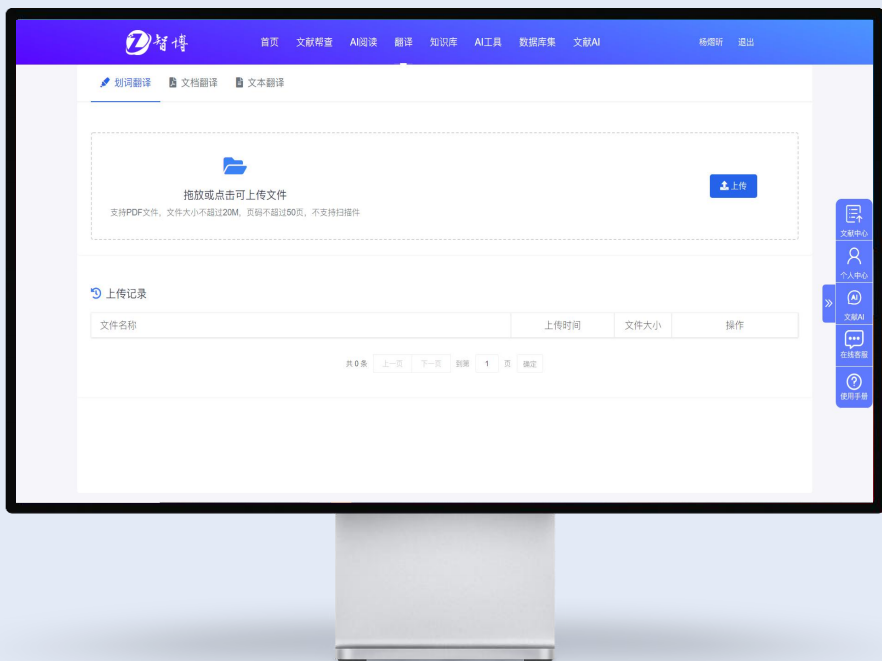 智博
首页 文献帮查 AI阅读 翻译 知识库 AI工具 数据库集 文献AI 杨熠昕 退出
划词翻译 文档翻译 文本翻译
拖放或点击可上传文件
支持PDF文件，文件大小不超过20M，页码不超过50页，不支持扫描件
上传
文献中心
个人中心
AI
文献AI
在线客服
使用手册
上传记录
文件名称 上传时间 文件大小 操作
共 0 条 上一页 下一页 到第 1 页 确定